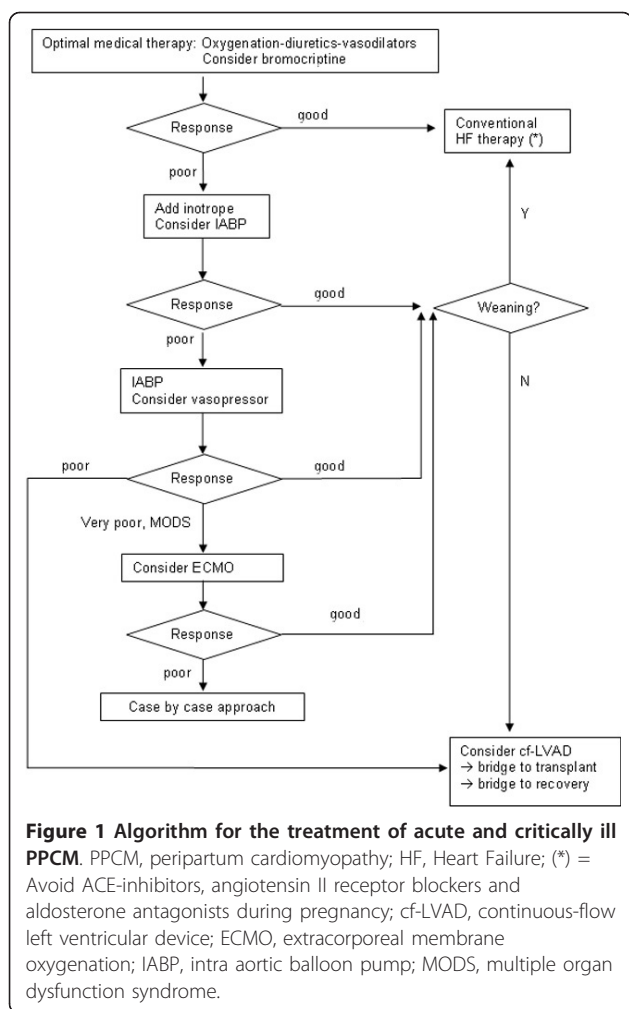 Optimal medical therapy: Oxygenation-diuretics-vasodilators
Consider bromocriptine
Response
good
Conventional
HF therapy (*)
poor
Add inotrope
Consider IABP
Y
Response
good
Weaning?
poor
N
IABP
Consider vasopressor
poor
Response
good
Very poor, MODS
Consider ECMO
Response
good
poor
Case by case approach
Consider cf-LVAD
→ bridge to transplant
→ bridge to recovery
Figure 1 Algorithm for the treatment of acute and critically ill
PPCM. PPCM, peripartum cardiomyopathy; HF, Heart Failure; (*) =
Avoid ACE-inhibitors, angiotensin II receptor blockers and
aldosterone antagonists during pregnancy; cf-LVAD, continuous-flow
left ventricular device; ECMO, extracorporeal membrane
oxygenation; IABP, intra aortic balloon pump; MODS, multiple organ
dysfunction syndrome.